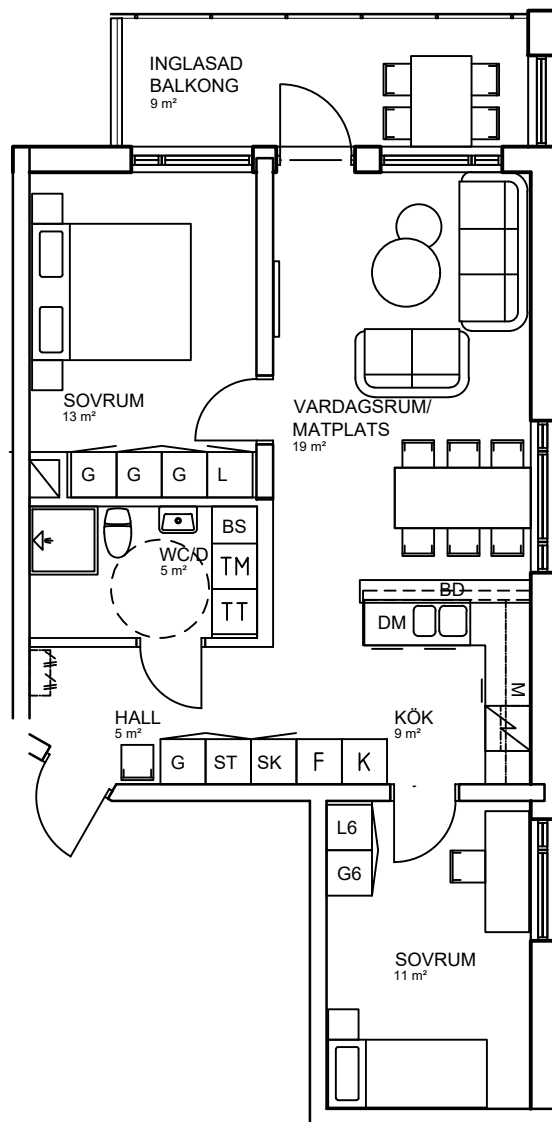 INGLASAD
BALKONG
9 m²
SOVRUM
13 m²
VARDAGSRUM/
MATPLATS
19 m²
G G G L
BS
WC/D
5 m²
TM
TT
BD
DM
M
HALL
5 m²
KÖK
9 m²
G ST SK F K
L6
G6
SOVRUM
11 m²